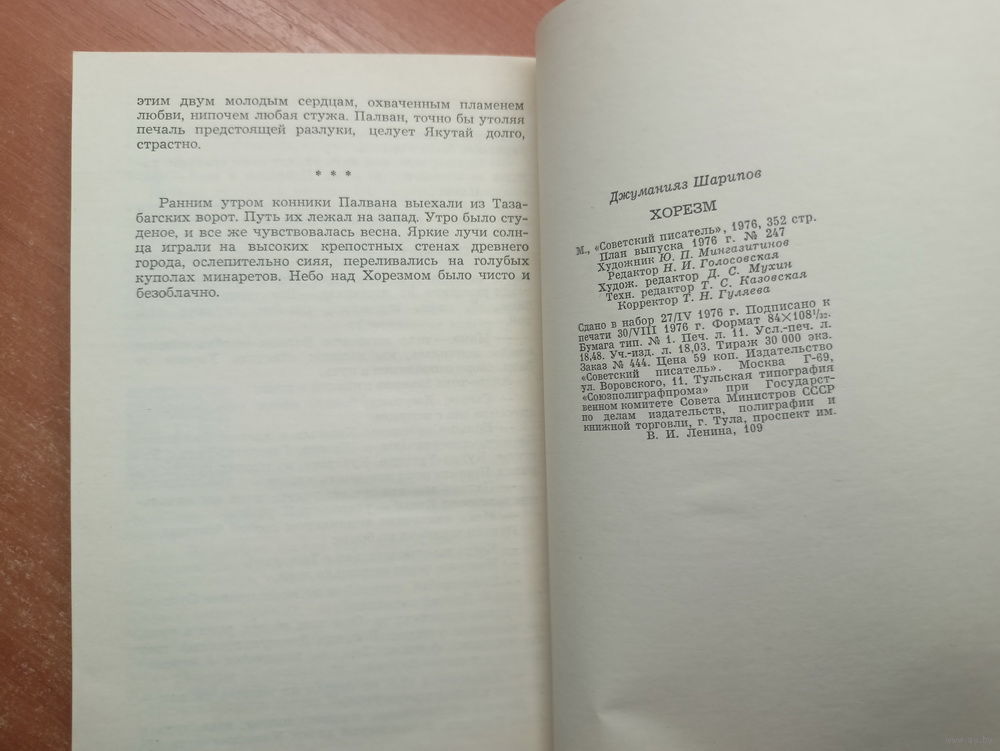 этим двум молодым сердцам, охваченным пламенем
любви, нипочем любая стужа. Палван, точно бы утоляя
печаль предстоящей разлуки, целует Якутай долго,
страстно.
* * *
Ранним утром конники Палвана выехали из Таза-
багских ворот. Путь их лежал на запад. Утро было сту-
деное, и все же чувствовалась весна. Яркие лучи солн-
ца играли на высоких крепостных стенах древнего
города, ослепительно сияя, переливались на голубых
куполах минаретов. Небо над Хорезмом было чисто и
безоблачно.
Джуманияз Шарипов
ХОРЕЗМ
М., «Советский писатель», 1976, 352 стр.
План выпуска 1976 г. № 247
Художник Ю. П. Мингазитинов
Редактор Н. И. Голосовская
Худож. редактор Д. С. Мухин
Техн. редактор Т. С. Казовская
Корректор Т. Н. Гуляева
Сдано в набор 27/IV 1976 г. Подписано к
печати 30/VIII 1976 г. Формат 84×108¹/₃₂.
Бумага тип. № 1. Печ. л. 11. Усл.-печ. л.
18,48. Уч.-изд. л. 18,03. Тираж 30 000 экз.
Заказ № 444. Цена 59 коп. Издательство
«Советский писатель». Москва Г-69,
ул. Воровского, 11. Тульская типография
«Союзполиграфпрома» при Государст-
венном комитете Совета Министров СССР
по делам издательств, полиграфии и
книжной торговли, г. Тула, проспект им.
В. И. Ленина, 109